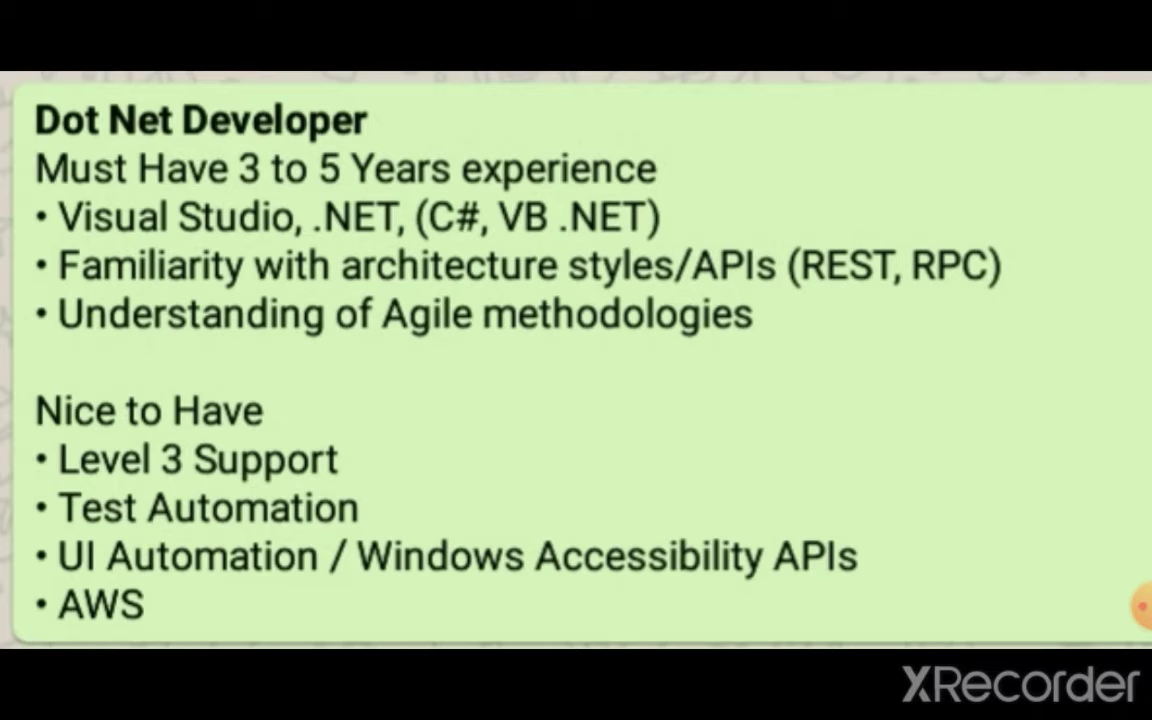 Dot Net Developer
Must Have 3 to 5 Years experience
• Visual Studio, .NET, (C#, VB .NET)
• Familiarity with architecture styles/APIs (REST, RPC)
• Understanding of Agile methodologies
Nice to Have
• Level 3 Support
• Test Automation
• UI Automation / Windows Accessibility APIs
• AWS
XRecorder